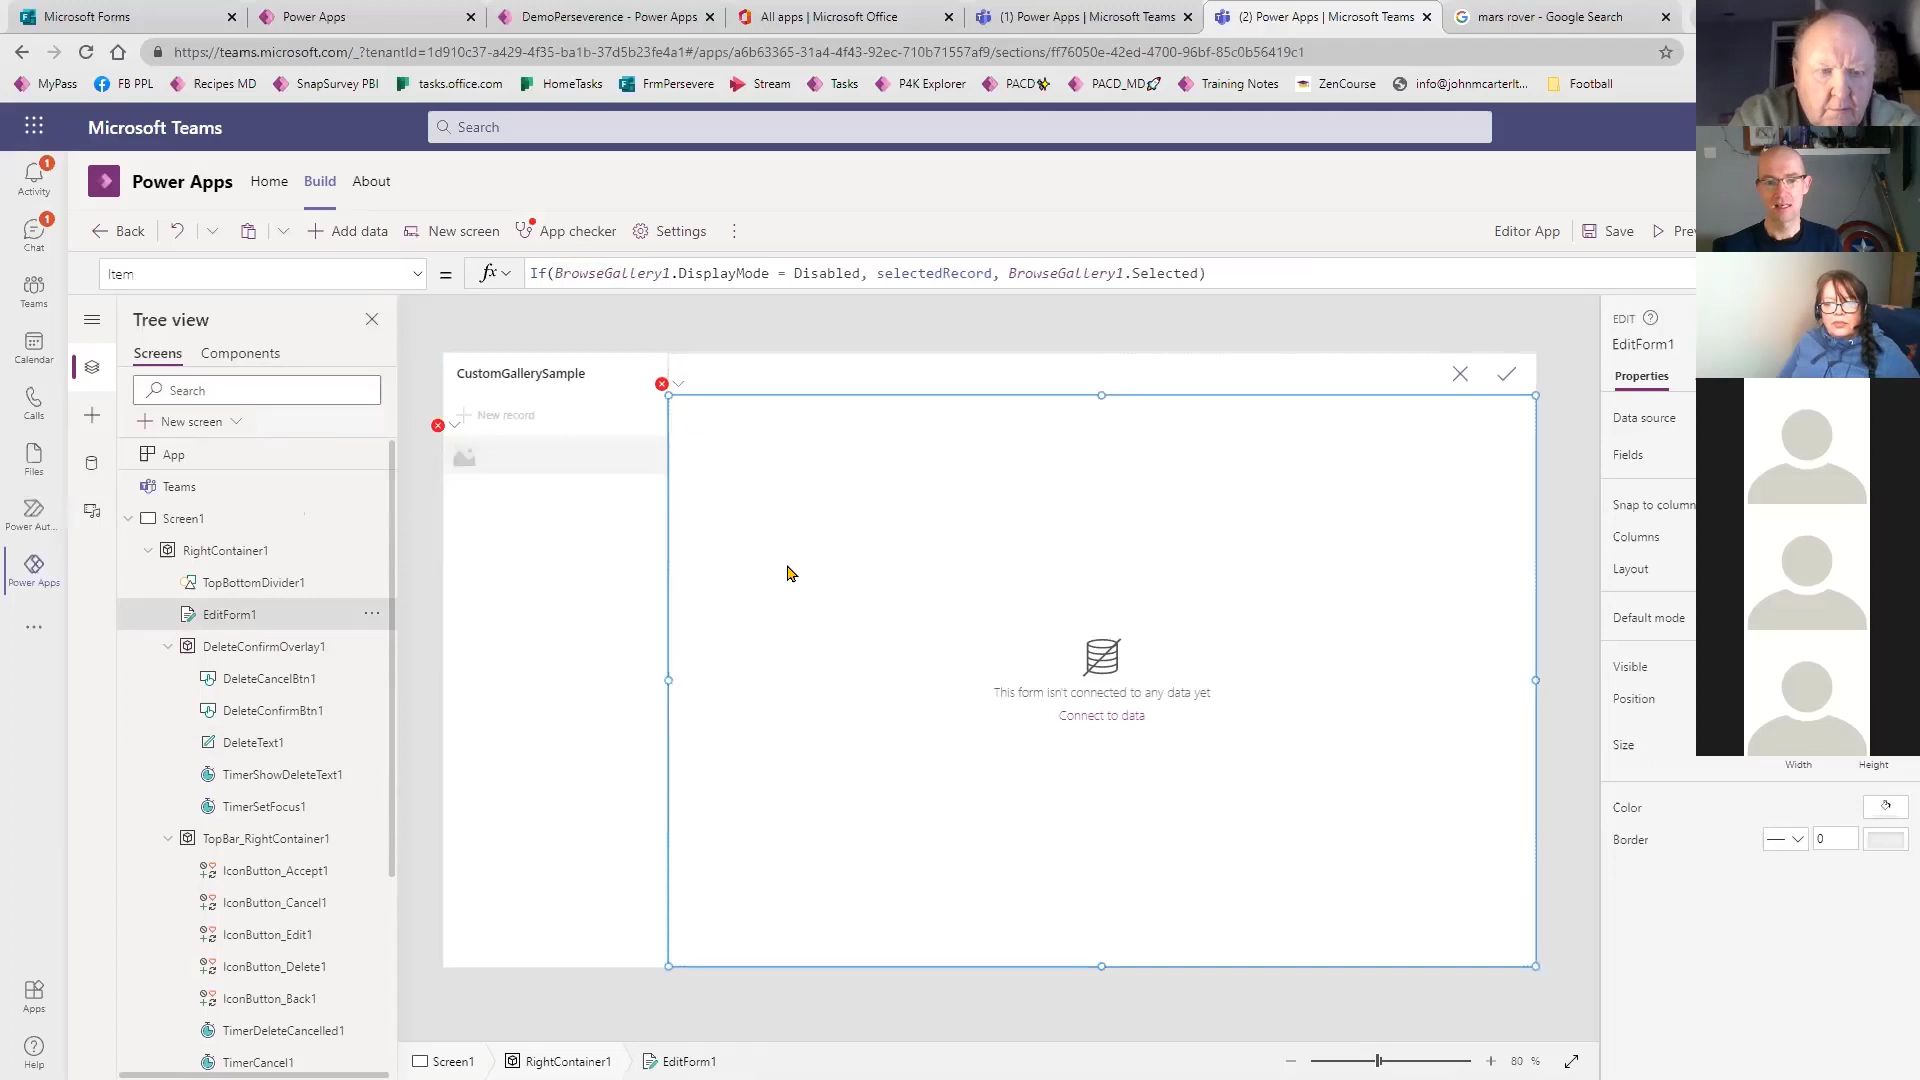 Microsoft Forms
Power Apps
DemoPerseverence - Power Apps
All apps | Microsoft Office
(1) Power Apps | Microsoft Teams
(2) Power Apps | Microsoft Teams
mars rover - Google Search
https://teams.microsoft.com/_?tenantId=1d910c37-a429-4f35-ba1b-37d5b23fe4a1#/apps/a6b63365-31a4-4f43-92ec-710b71557af9/sections/ff76050e-42ed-4700-96bf-85c0b56419c1
MyPass
FB PPL
Recipes MD
SnapSurvey PBI
tasks.office.com
HomeTasks
FrmPersevere
Stream
Tasks
P4K Explorer
PACD
PACD_MD
Training Notes
ZenCourse
info@johnmcarterlt...
Football
Microsoft Teams
Search
Power Apps
Home
Build
About
Back
Add data
New screen
App checker
Settings
Editor App
Save
Pre
Item
=
fx
If(BrowseGallery1.DisplayMode = Disabled, selectedRecord, BrowseGallery1.Selected)
1
Activity
1
Chat
Teams
Calendar
Calls
Files
Power Aut...
Power Apps
Apps
Help
Tree view
Screens
Components
Search
New screen
App
Teams
Screen1
RightContainer1
TopBottomDivider1
EditForm1
DeleteConfirmOverlay1
DeleteCancelBtn1
DeleteConfirmBtn1
DeleteText1
TimerShowDeleteText1
TimerSetFocus1
TopBar_RightContainer1
IconButton_Accept1
IconButton_Cancel1
IconButton_Edit1
IconButton_Delete1
IconButton_Back1
TimerDeleteCancelled1
TimerCancel1
CustomGallerySample
New record
This form isn't connected to any data yet
Connect to data
EDIT
EditForm1
Properties
Data source
Fields
Snap to column
Columns
Layout
Default mode
Visible
Position
Size
Width
Height
Color
Border
0
Screen1
RightContainer1
EditForm1
80 %